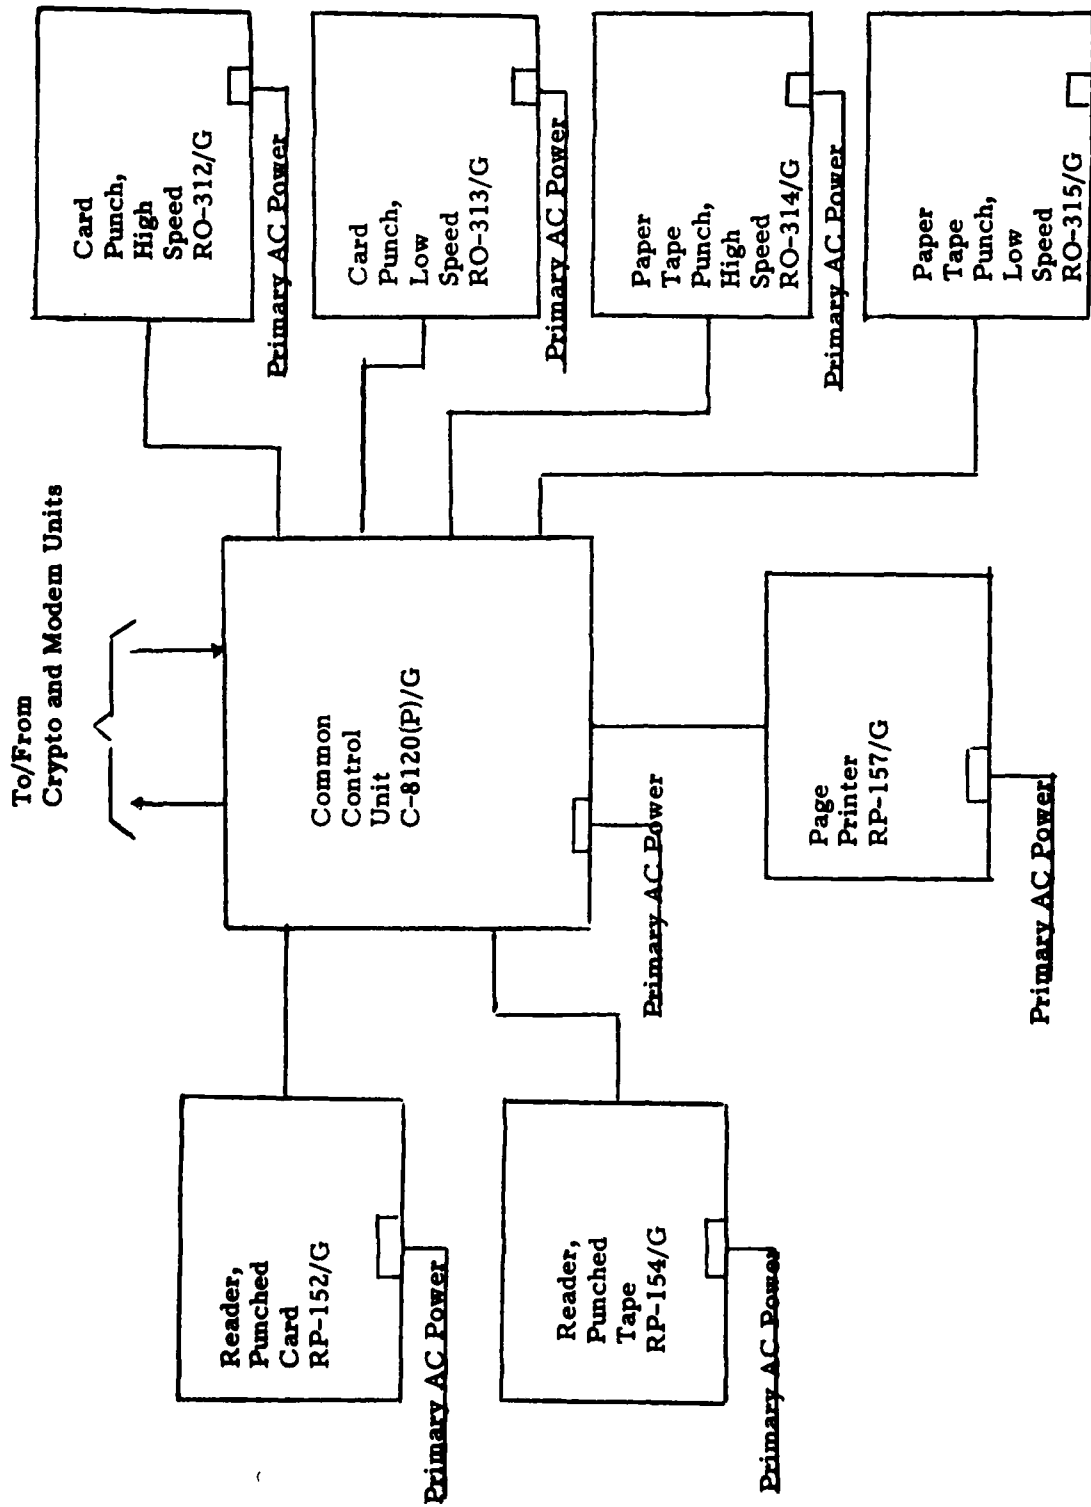 To/From
Crypto and Modem Units
Card
Punch,
High
Speed
RO-312/G
Primary AC Power
Card
Punch,
Low
Speed
RO-313/G
Primary AC Power
Paper
Tape
Punch,
High
Speed
RO-314/G
Primary AC Power
Paper
Tape
Punch,
Low
Speed
RO-315/G
Common
Control
Unit
C-8120(P)/G
Primary AC Power
Page
Printer
RP-157/G
Primary AC Power
Reader,
Punched
Card
RP-152/G
Primary AC Power
Reader,
Punched
Tape
RP-154/G
Primary AC Power